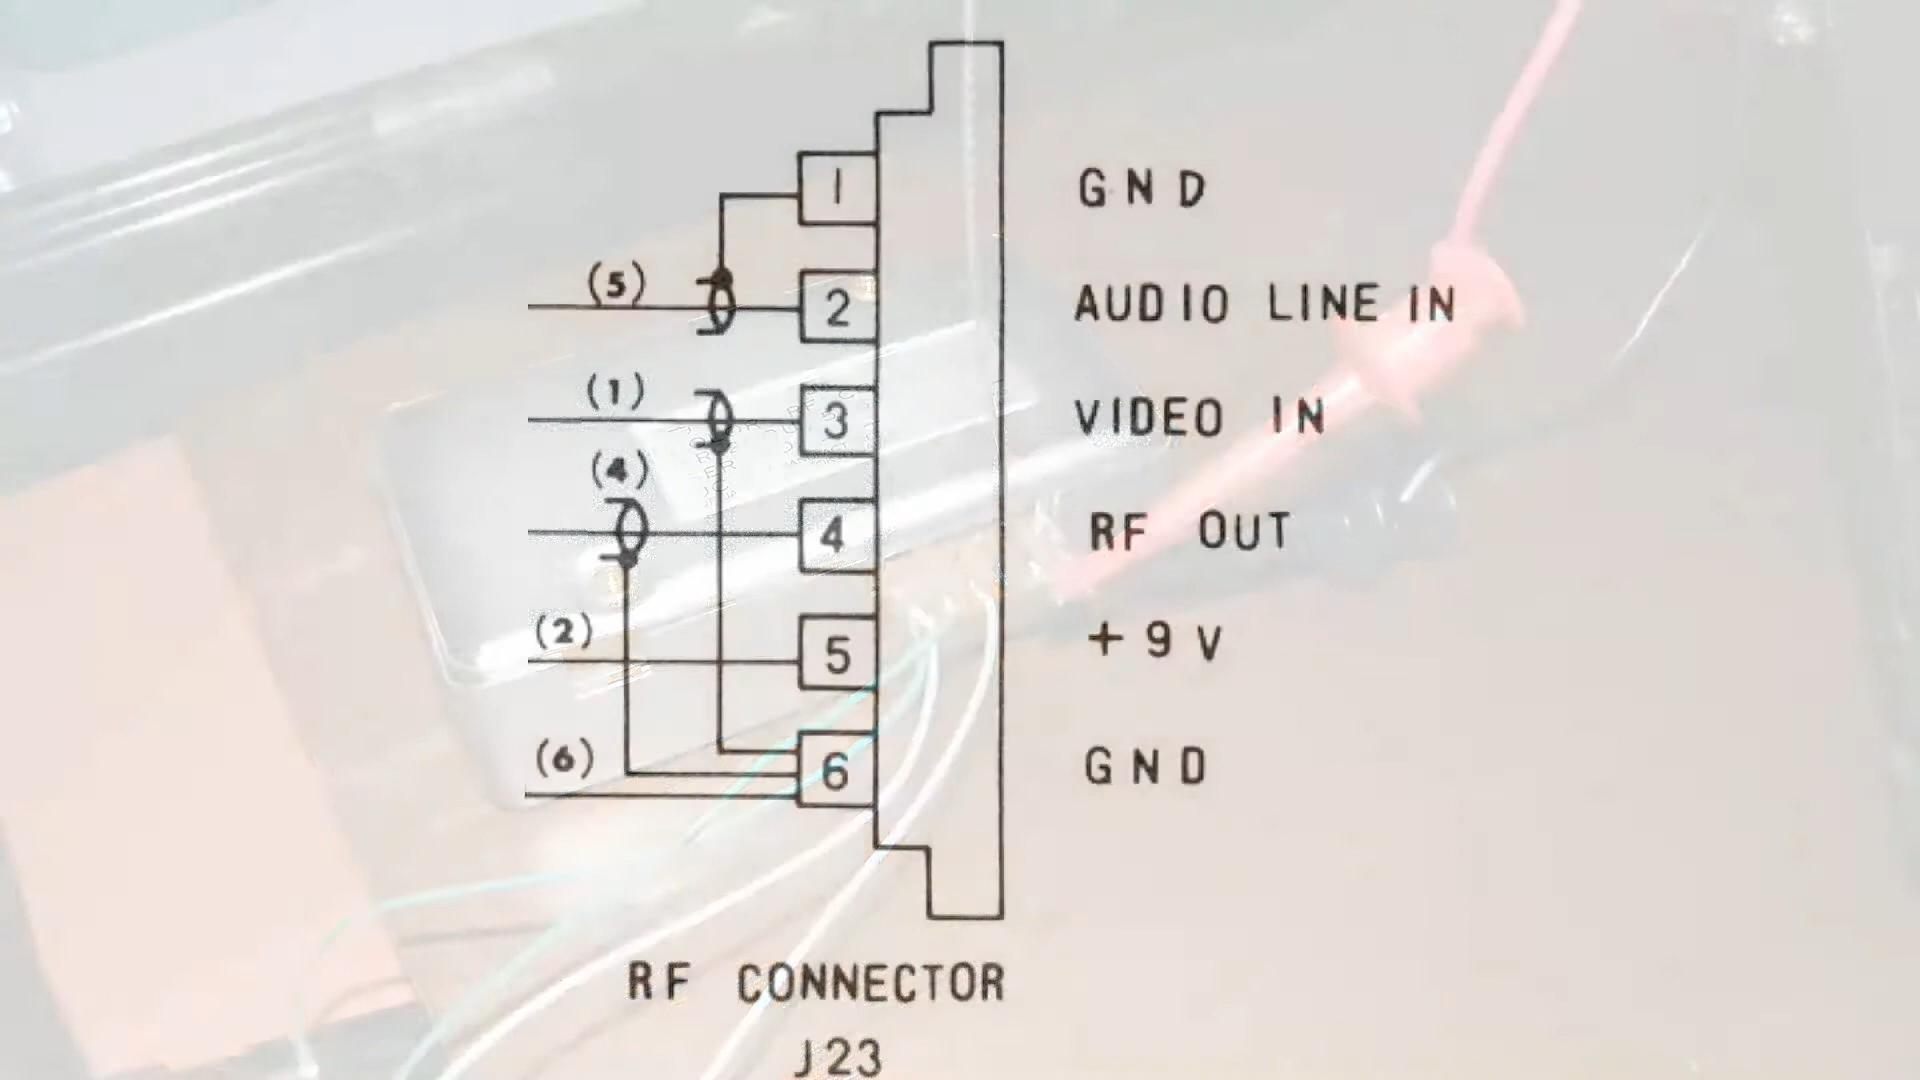 1 GND
(5) 2 AUDIO LINE IN
(1) 3 VIDEO IN
(4) 4 RF OUT
(2) 5 +9V
(6) 6 GND
RF CONNECTOR
J23